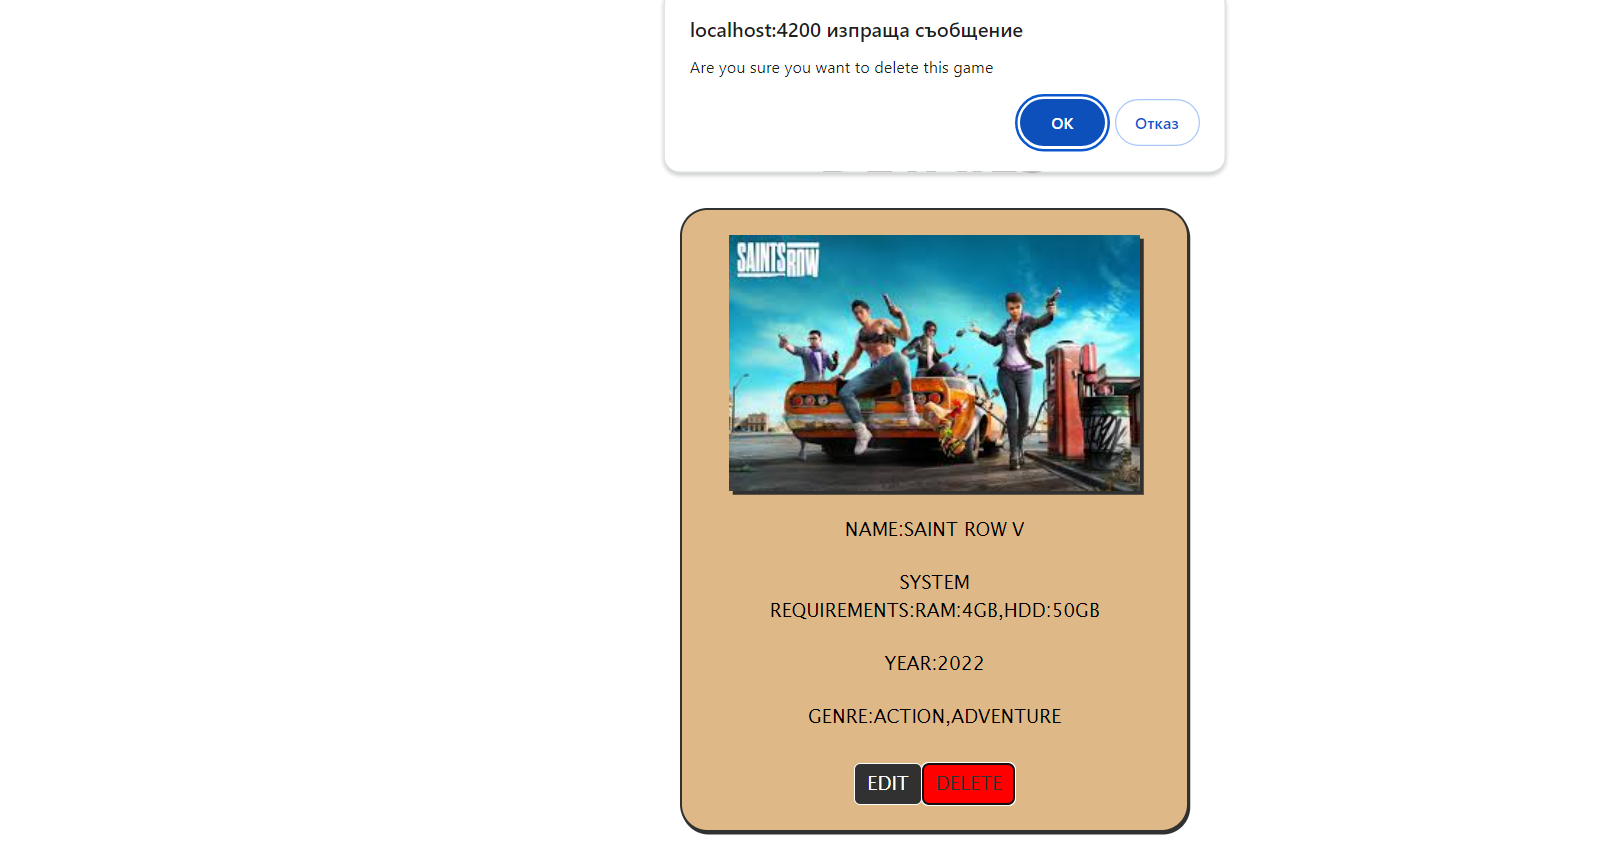 localhost:4200 изпраща съобщение
Are you sure you want to delete this game
OK
Отказ
SAINTS ROW
NAME:SAINT ROW V
SYSTEM
REQUIREMENTS:RAM:4GB,HDD:50GB
YEAR:2022
GENRE:ACTION,ADVENTURE
EDIT
DELETE